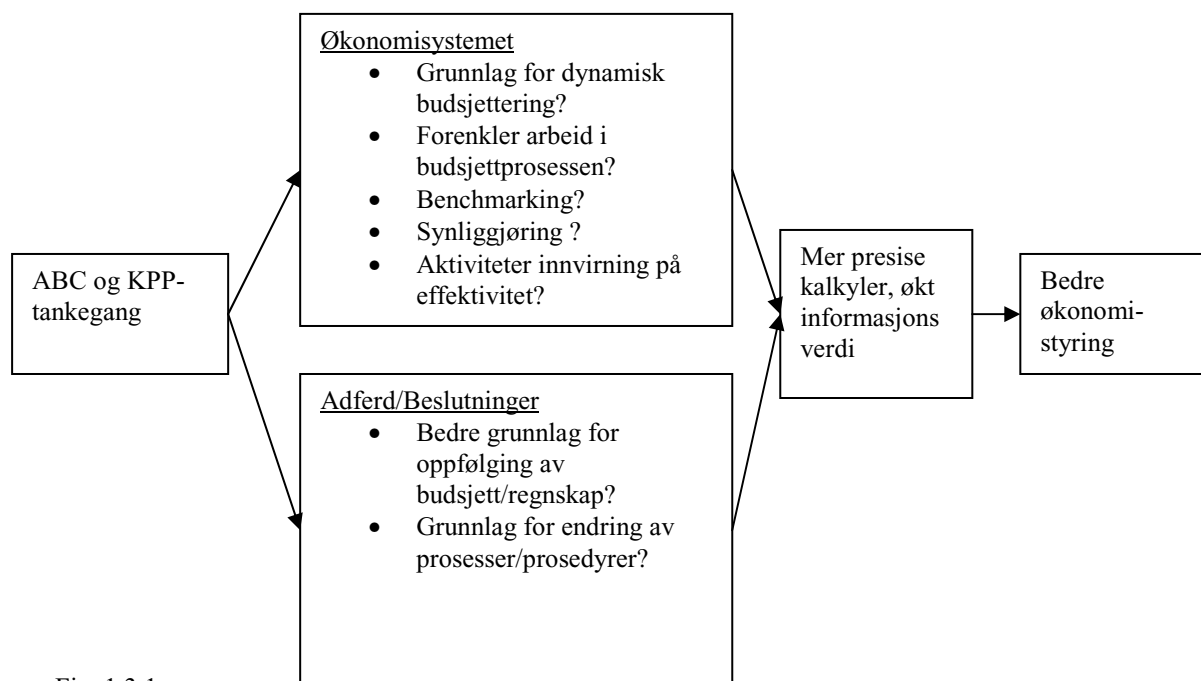 Økonomisystemet
• Grunnlag for dynamisk
budsjettering?
• Forenkler arbeid i
budsjettprosessen?
• Benchmarking?
• Synliggjøring ?
• Aktiviteter innvirning på
effektivitet?
ABC og KPP-
tankegang
Mer presise
kalkyler, økt
informasjons
verdi
Bedre
økonomi-
styring
Adferd/Beslutninger
• Bedre grunnlag for
oppfølging av
budsjett/regnskap?
• Grunnlag for endring av
prosesser/prosedyrer?